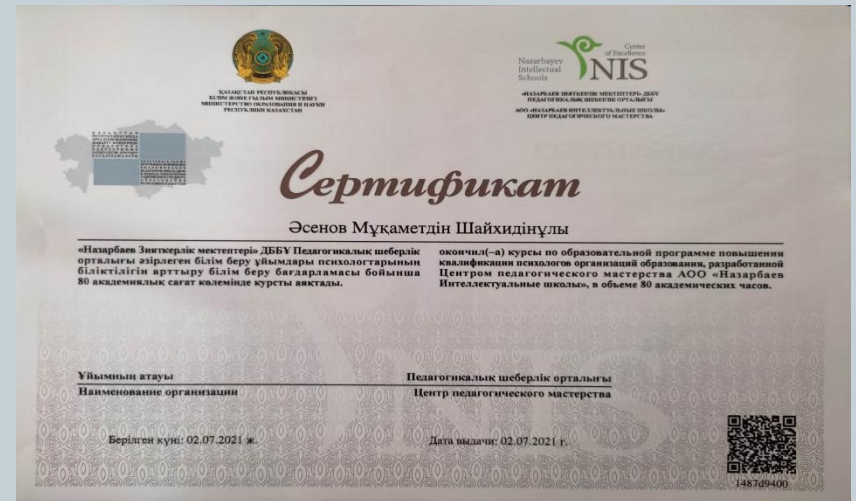 ҚАЗАҚСТАН РЕСПУБЛИКАСЫ
БІЛІМ ЖӘНЕ ҒЫЛЫМ МИНИСТРЛІГІ
МИНИСТЕРСТВО ОБРАЗОВАНИЯ И НАУКИ
РЕСПУБЛИКИ КАЗАХСТАН
Nazarbayev
Intellectual
Schools
Center
of Excellence
NIS
«НАЗАРБАЕВ ЗИЯТКЕРЛІК МЕКТЕПТЕРІ» ДББҰ
ПЕДАГОГИКАЛЫҚ ШЕБЕРЛІК ОРТАЛЫҒЫ
АОО «НАЗАРБАЕВ ИНТЕЛЛЕКТУАЛЬНЫЕ ШКОЛЫ»
ЦЕНТР ПЕДАГОГИЧЕСКОГО МАСТЕРСТВА
Сертификат
Әсенов Мұқаметдін Шайхидінұлы
«Назарбаев Зияткерлік мектептері» ДББҰ Педагогикалық шеберлік
орталығы әзірлеген білім беру ұйымдары психологтарының
біліктілігін арттыру білім беру бағдарламасы бойынша
80 академиялық сағат көлемінде курсты аяқтады.
окончил(–а) курсы по образовательной программе повышения
квалификации психологов организаций образования, разработанной
Центром педагогического мастерства АОО «Назарбаев
Интеллектуальные школы», в объеме 80 академических часов.
NIS
Ұйымның атауы
Педагогикалық шеберлік орталығы
Наименование организации
Центр педагогического мастерства
Берілген күні: 02.07.2021 ж.
Дата выдачи: 02.07.2021 г.
1487d9400